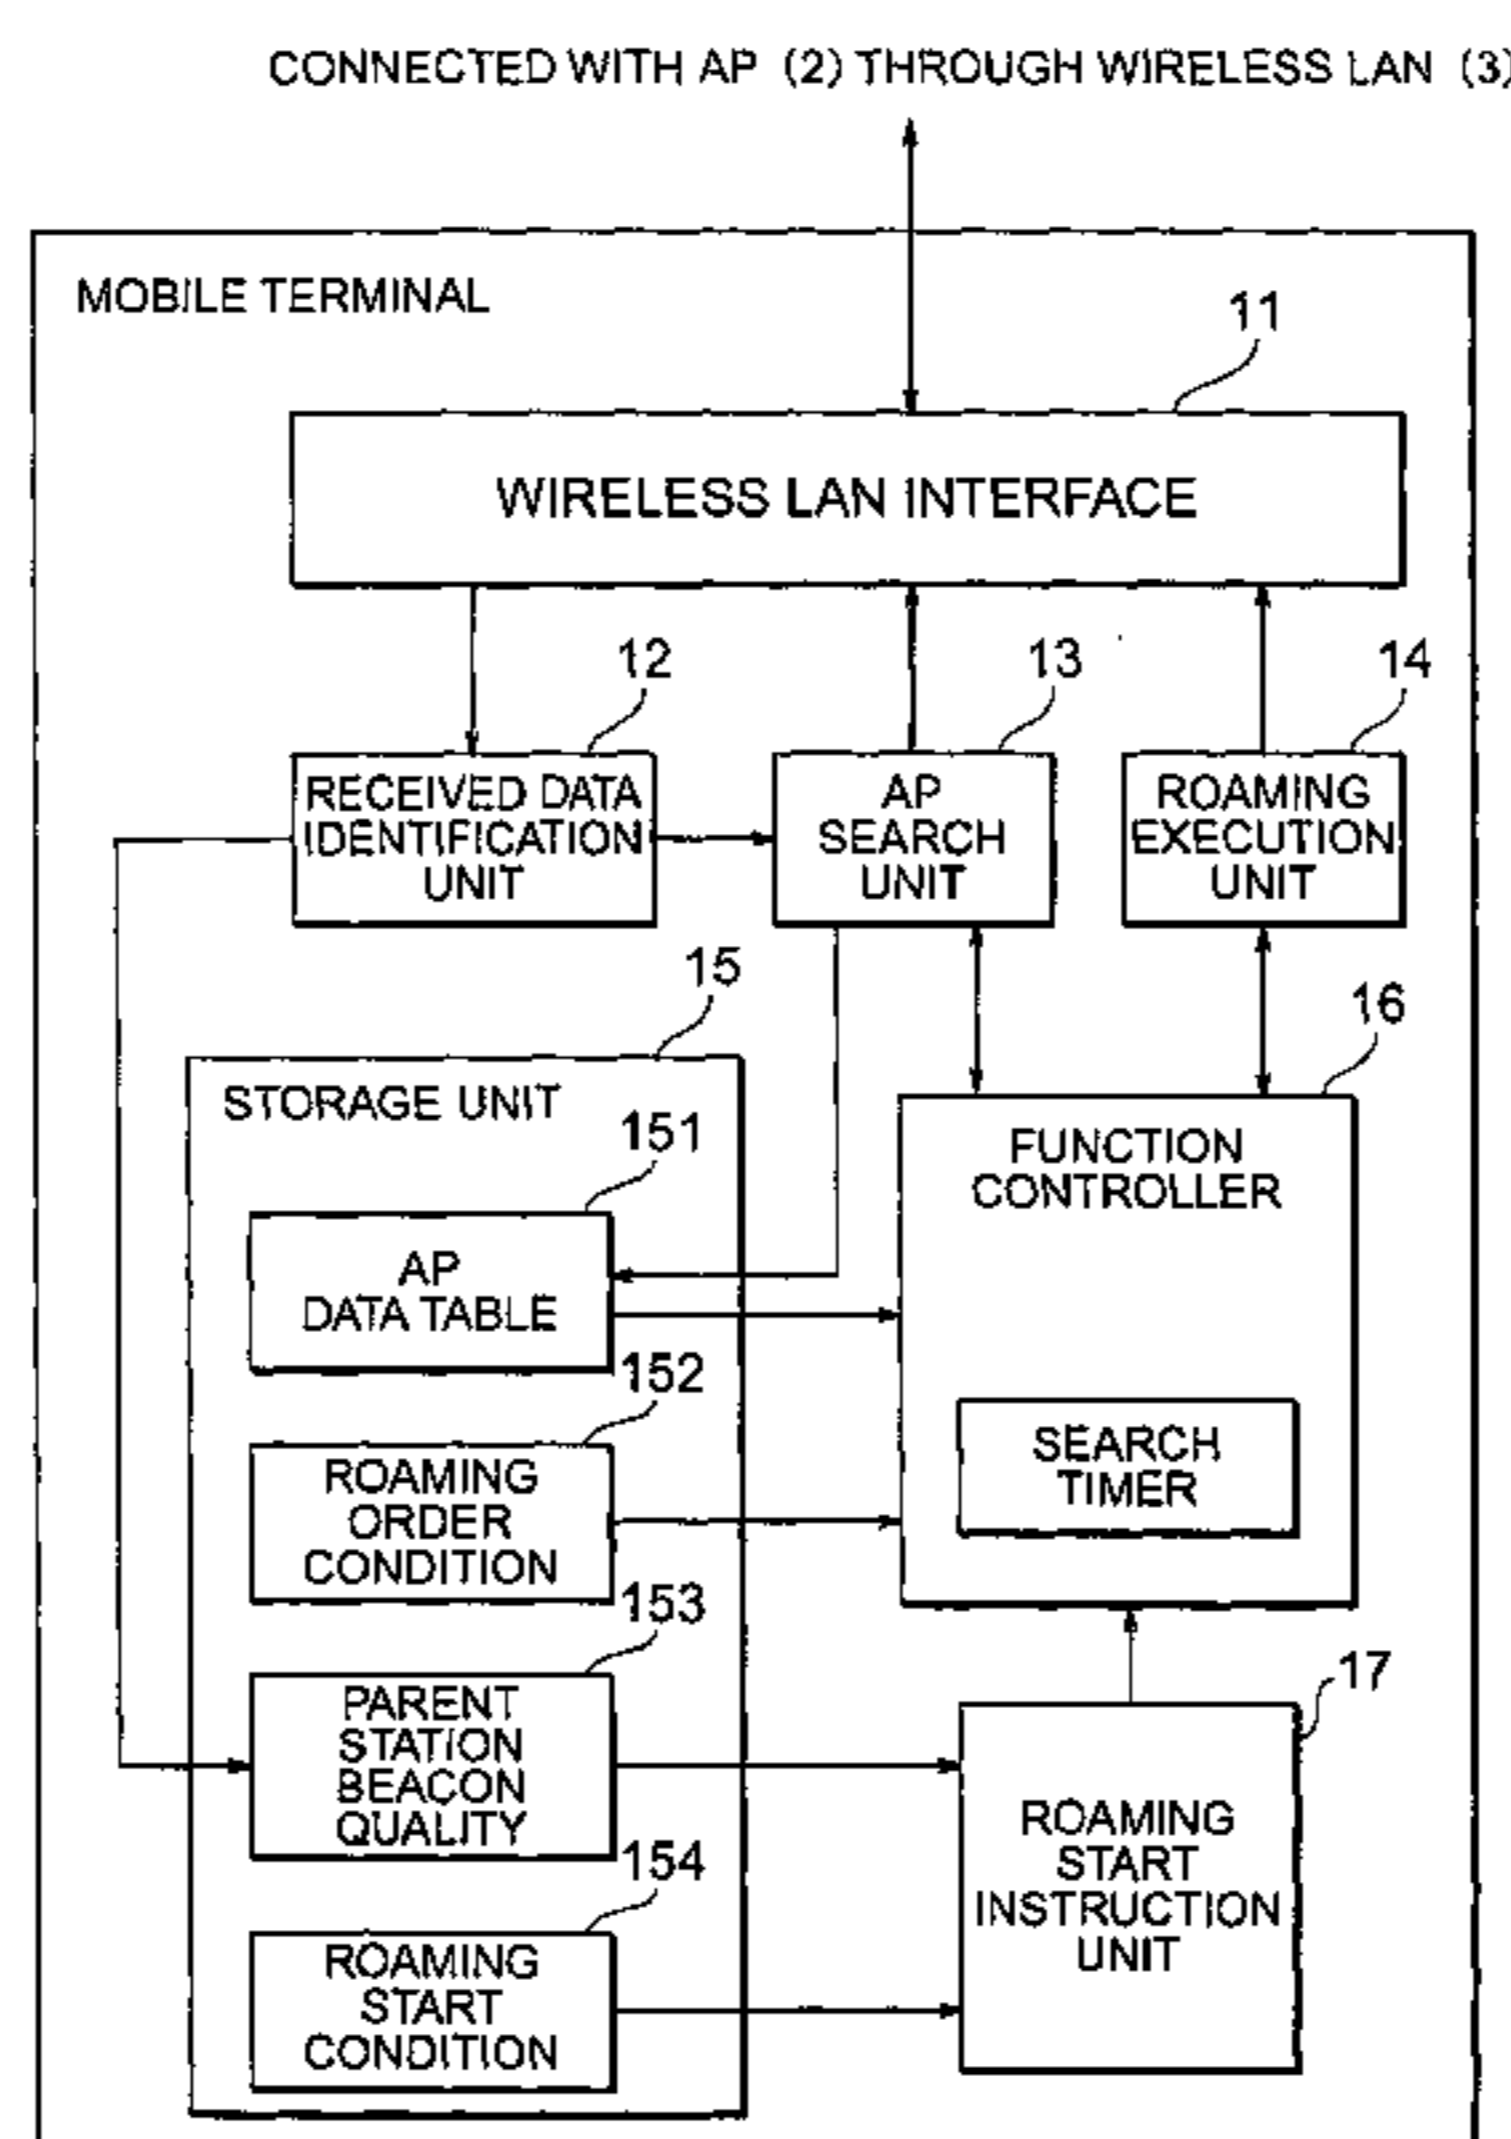 CONNECTED WITH AP (2) THROUGH WIRELESS LAN (3)
MOBILE TERMINAL
11
WIRELESS LAN INTERFACE
12
13
14
RECEIVED DATA
IDENTIFICATION
UNIT
AP
SEARCH
UNIT
ROAMING
EXECUTION
UNIT
15
16
STORAGE UNIT
151
AP
DATA TABLE
FUNCTION
CONTROLLER
152
ROAMING
ORDER
CONDITION
SEARCH
TIMER
153
PARENT
STATION
BEACON
QUALITY
17
154
ROAMING
START
CONDITION
ROAMING
START
INSTRUCTION
UNIT